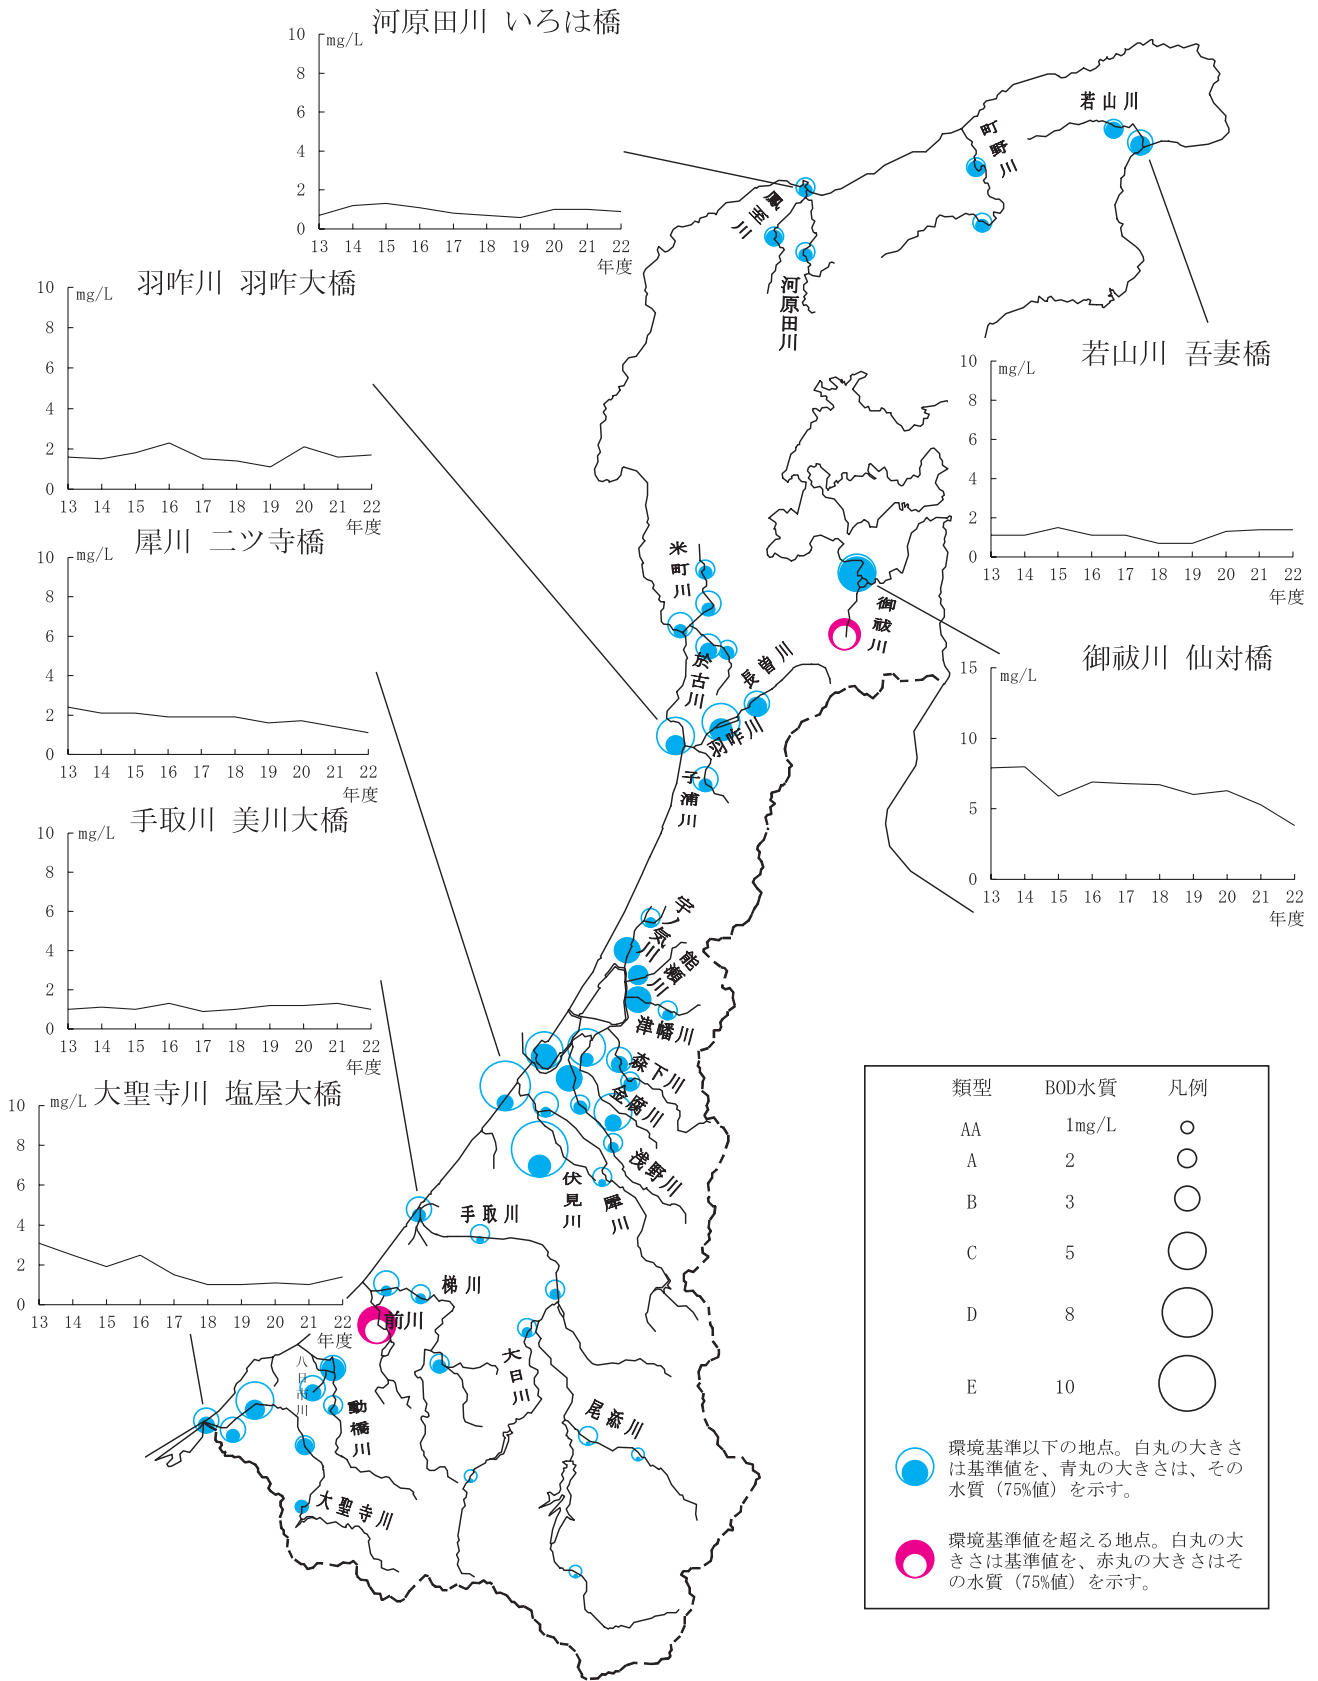 河原田川 いろは橋
mg/L
10
8
6
4
2
0
13 14 15 16 17 18 19 20 21 22
年度
羽咋川 羽咋大橋
mg/L
10
8
6
4
2
0
13 14 15 16 17 18 19 20 21 22
年度
犀川 二ツ寺橋
mg/L
10
8
6
4
2
0
13 14 15 16 17 18 19 20 21 22
年度
手取川 美川大橋
mg/L
10
8
6
4
2
0
13 14 15 16 17 18 19 20 21 22
年度
大聖寺川 塩屋大橋
mg/L
10
8
6
4
2
0
13 14 15 16 17 18 19 20 21 22
年度
若山川 吾妻橋
mg/L
10
8
6
4
2
0
13 14 15 16 17 18 19 20 21 22
年度
御祓川 仙対橋
mg/L
15
10
5
0
13 14 15 16 17 18 19 20 21 22
年度
若山川
町野川
鳳至川
河原田川
米町川
御祓川
於古川
長曽川
羽咋川
子浦川
宇ノ気川
能瀬川
津幡川
森下川
金腐川
浅野川
犀川
伏見川
手取川
梯川
前川
大日川
尾添川
八日市川
動橋川
大聖寺川
類型 BOD水質 凡例
AA 1mg/L
A 2
B 3
C 5
D 8
E 10
環境基準以下の地点。白丸の大きさ
は基準値を、青丸の大きさは、その
水質（75%値）を示す。
環境基準値を超える地点。白丸の大
きさは基準値を、赤丸の大きさはそ
の水質（75%値）を示す。